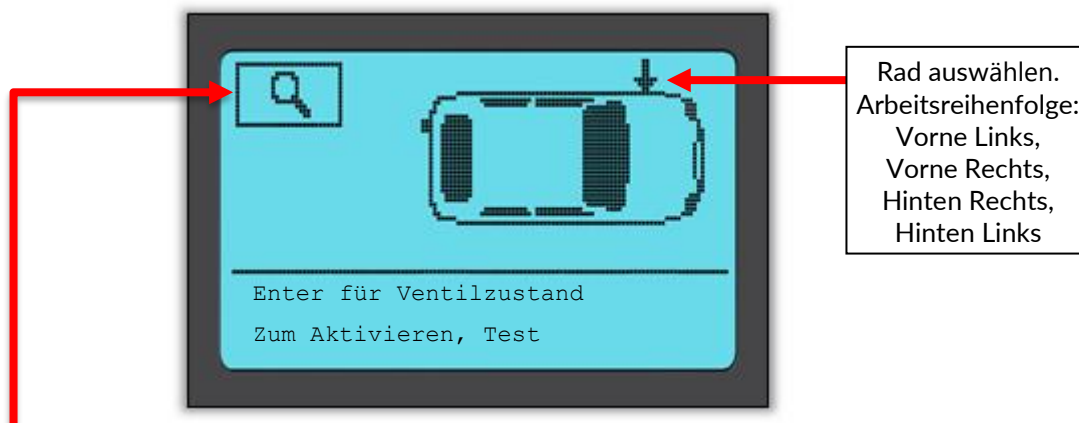 Rad auswählen.
Arbeitsreihenfolge:
Vorne Links,
Vorne Rechts,
Hinten Rechts,
Hinten Links
Enter für Ventilzustand
Zum Aktivieren, Test